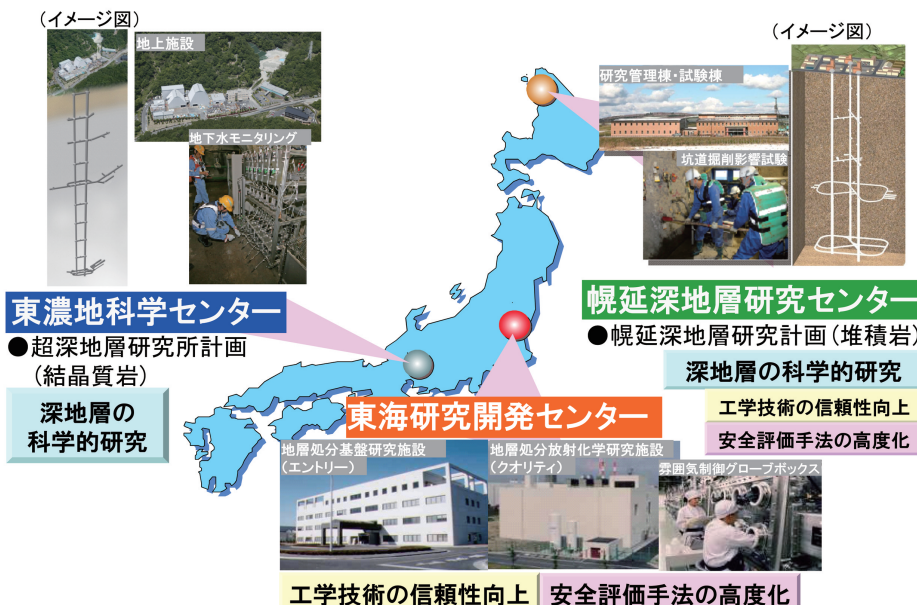 (イメージ図)
地上施設
地下水モニタリング
東濃地科学センター
●超深地層研究所計画
(結晶質岩)
深地層の
科学的研究
(イメージ図)
研究管理棟・試験棟
坑道掘削影響試験
幌延深地層研究センター
●幌延深地層研究計画(堆積岩)
深地層の科学的研究
工学技術の信頼性向上
安全評価手法の高度化
東海研究開発センター
地層処分基盤研究施設
(エントリー)
地層処分放射化学研究施設
(クオリティ)
雰囲気制御グローブボックス
工学技術の信頼性向上
安全評価手法の高度化